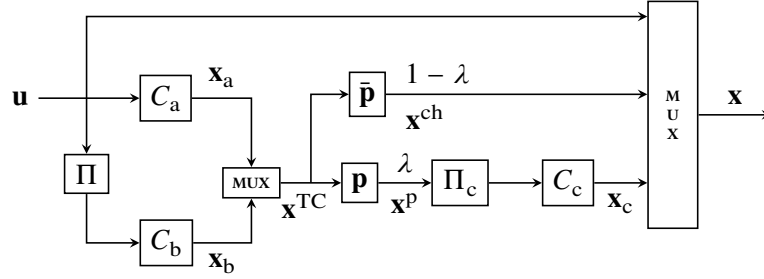 u
C_a
x_a
Π
C_b
x_b
MUX
x^TC
p̄
1 − λ
x^ch
p
λ
x^p
Π_c
C_c
x_c
M
U
X
x